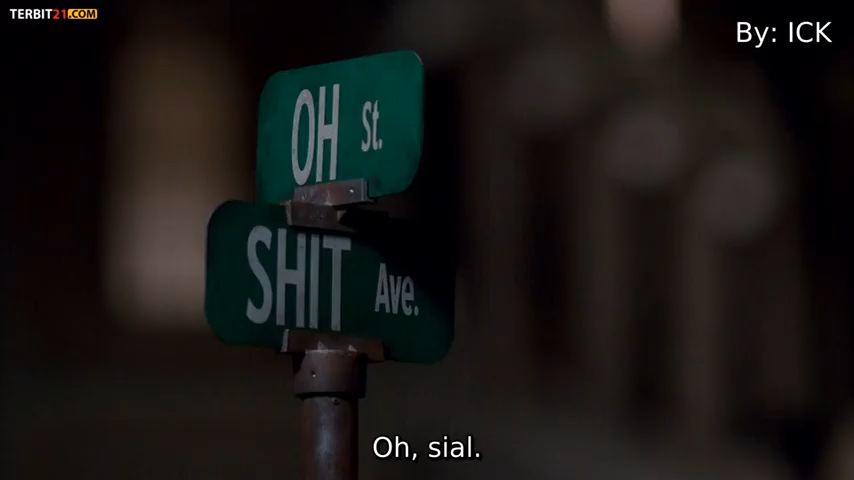 TERBIT21.COM
By: ICK
OH St.
SHIT Ave.
Oh, sial.